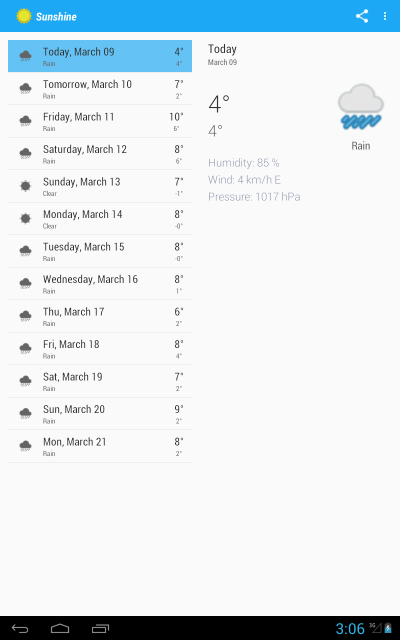 Sunshine
Today, March 09 4°
Rain 4°
Tomorrow, March 10 7°
Rain 2°
Friday, March 11 10°
Rain 6°
Saturday, March 12 8°
Rain 6°
Sunday, March 13 7°
Clear -1°
Monday, March 14 8°
Clear -0°
Tuesday, March 15 8°
Rain -0°
Wednesday, March 16 8°
Rain 1°
Thu, March 17 6°
Rain 2°
Fri, March 18 8°
Rain 4°
Sat, March 19 7°
Rain 2°
Sun, March 20 9°
Rain 2°
Mon, March 21 8°
Rain 2°
Today
March 09
4°
4°
Rain
Humidity: 85 %
Wind: 4 km/h E
Pressure: 1017 hPa
3:06 3G